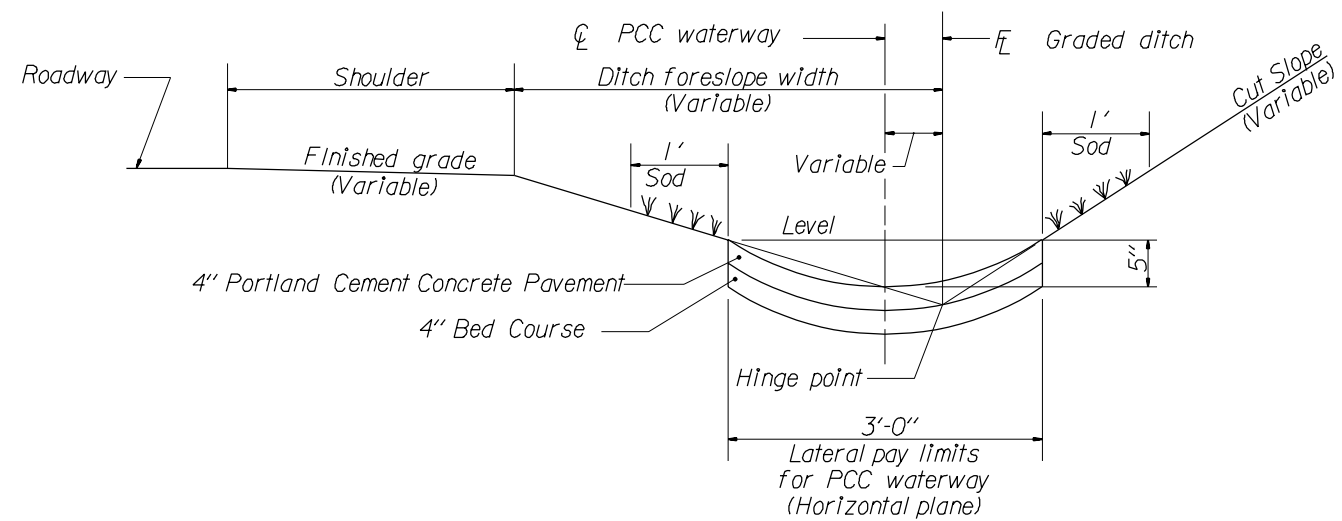 ℄ PCC waterway
FL Graded ditch
Roadway
Shoulder
Ditch foreslope width
(Variable)
Cut Slope
(Variable)
1'
Sod
Variable
FInished grade
(Variable)
1'
Sod
Level
5"
4" Portland Cement Concrete Pavement
4" Bed Course
Hinge point
3'-0"
Lateral pay limits
for PCC waterway
(Horizontal plane)